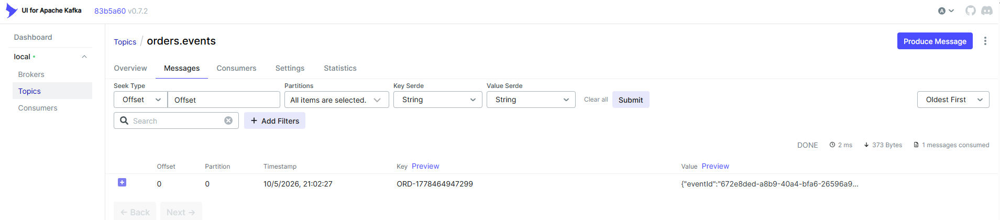 UI for Apache Kafka 83b5a60 v0.7.2 A
Dashboard
local
Brokers
Topics
Consumers
Topics / orders.events
Produce Message
Overview Messages Consumers Settings Statistics
Seek Type Partitions Key Serde Value Serde
Offset Offset All items are selected. String String Clear all Submit Oldest First
Search + Add Filters
DONE 2 ms 373 Bytes 1 messages consumed
Offset Partition Timestamp Key Preview Value Preview
0 0 10/5/2026, 21:02:27 ORD-1778464947299 {"eventId":"672e8ded-a8b9-40a4-bfa6-26596a9...
← Back Next →